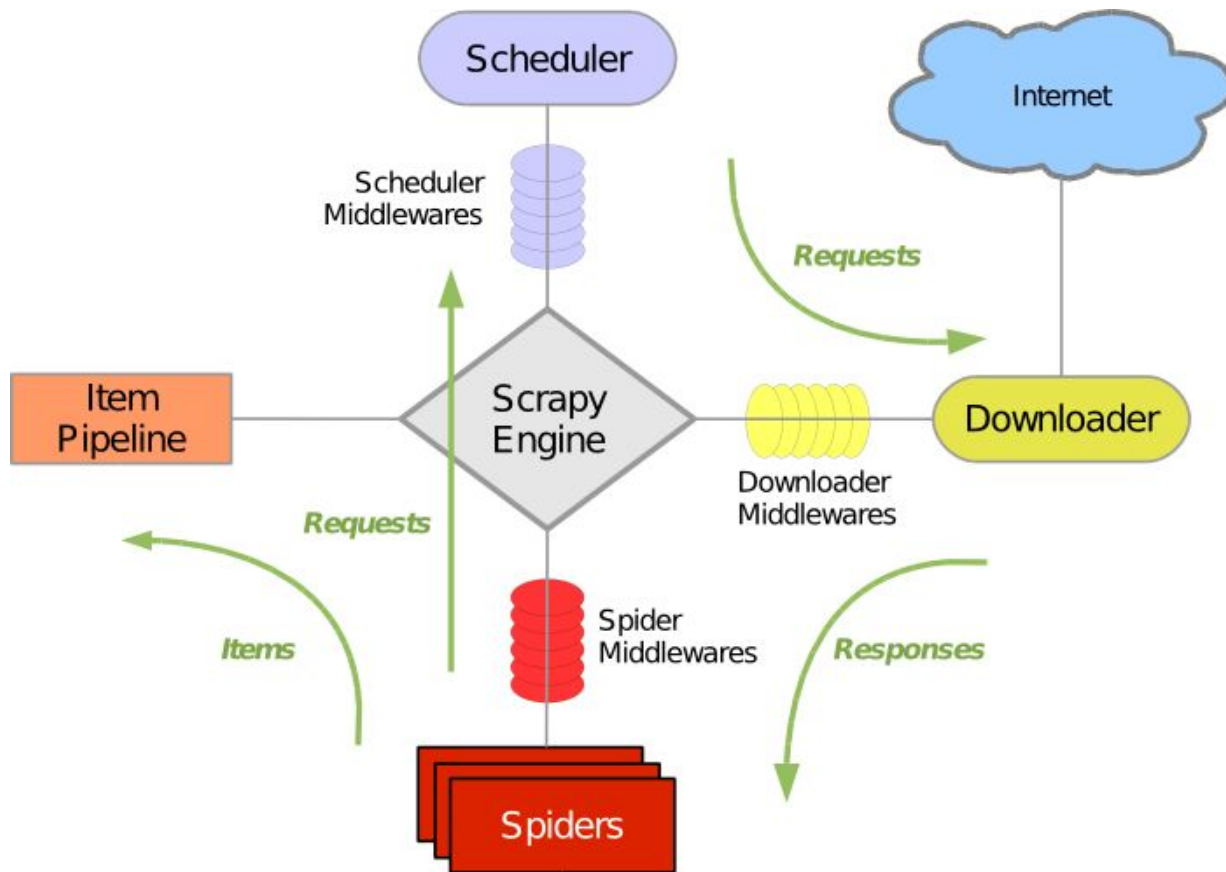 Scheduler
Internet
Scheduler
Middlewares
Requests
Item
Pipeline
Scrapy
Engine
Downloader
Downloader
Middlewares
Requests
Items
Spider
Middlewares
Responses
Spiders